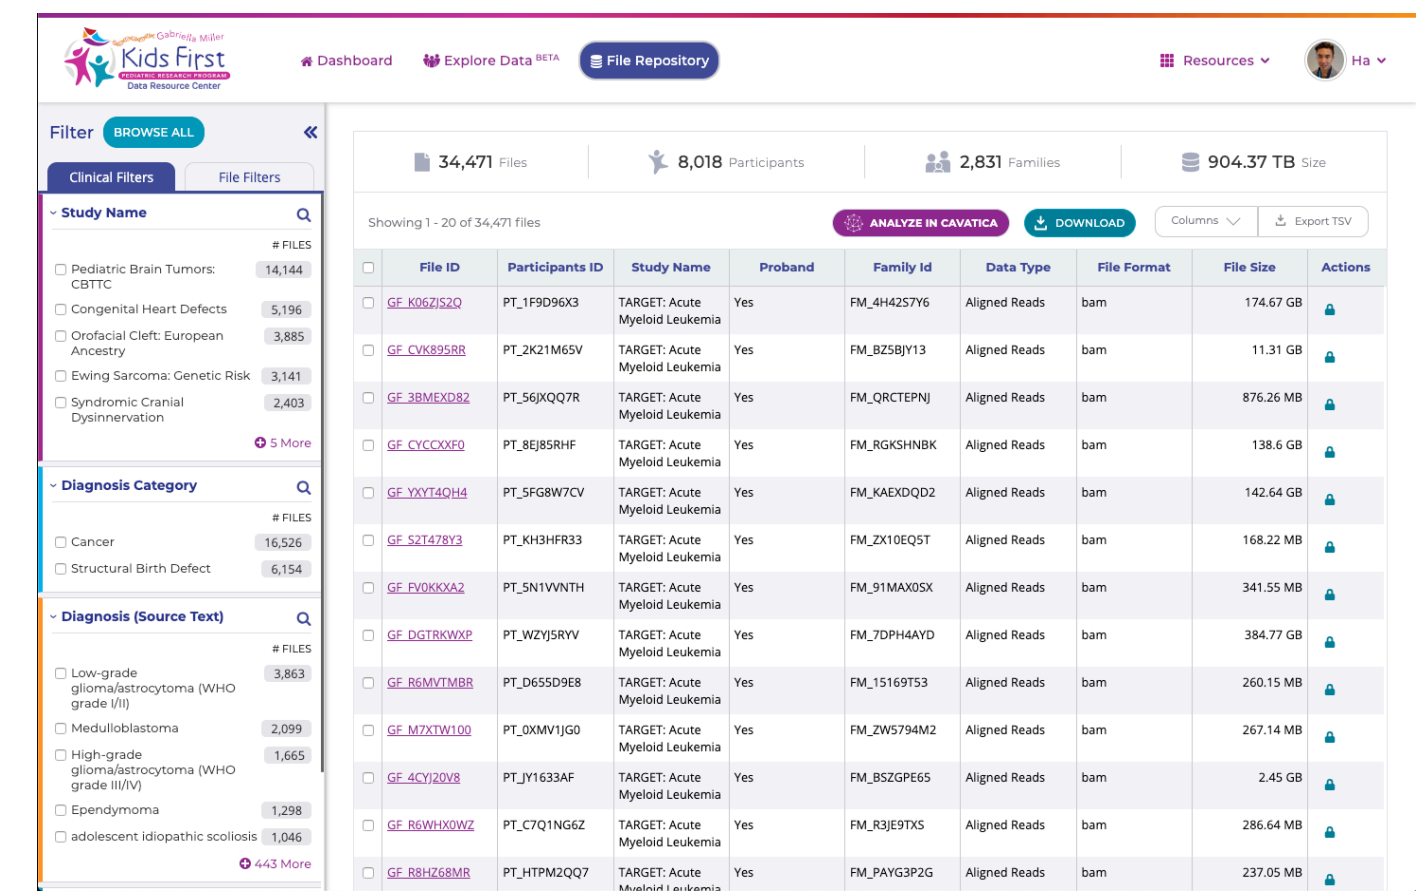 Gabriella Miller
Kids First
PEDIATRIC RESEARCH PROGRAM
Data Resource Center
Dashboard
Explore Data BETA
File Repository
Resources
Ha
Filter
BROWSE ALL
Clinical Filters
File Filters
Study Name
# FILES
Pediatric Brain Tumors: 14,144
CBTTC
Congenital Heart Defects 5,196
Orofacial Cleft: European 3,885
Ancestry
Ewing Sarcoma: Genetic Risk 3,141
Syndromic Cranial 2,403
Dysinnervation
5 More
Diagnosis Category
# FILES
Cancer 16,526
Structural Birth Defect 6,154
Diagnosis (Source Text)
# FILES
Low-grade 3,863
glioma/astrocytoma (WHO
grade I/II)
Medulloblastoma 2,099
High-grade 1,665
glioma/astrocytoma (WHO
grade III/IV)
Ependymoma 1,298
adolescent idiopathic scoliosis 1,046
443 More
34,471 Files
8,018 Participants
2,831 Families
904.37 TB Size
Showing 1 - 20 of 34,471 files
ANALYZE IN CAVATICA
DOWNLOAD
Columns
Export TSV
File ID Participants ID Study Name Proband Family Id Data Type File Format File Size Actions
GF_K06ZJS2Q PT_1F9D96X3 TARGET: Acute Yes FM_4H42S7Y6 Aligned Reads bam 174.67 GB
Myeloid Leukemia
GF_CVK895RR PT_2K21M65V TARGET: Acute Yes FM_BZ5BJY13 Aligned Reads bam 11.31 GB
Myeloid Leukemia
GF_3BMEXD82 PT_56JXQQ7R TARGET: Acute Yes FM_QRCTEPNJ Aligned Reads bam 876.26 MB
Myeloid Leukemia
GF_CYCCXXF0 PT_8EJ85RHF TARGET: Acute Yes FM_RGKSHNBK Aligned Reads bam 138.6 GB
Myeloid Leukemia
GF_YXYT4QH4 PT_5FG8W7CV TARGET: Acute Yes FM_KAEXDQD2 Aligned Reads bam 142.64 GB
Myeloid Leukemia
GF_S2T478Y3 PT_KH3HFR33 TARGET: Acute Yes FM_ZX10EQ5T Aligned Reads bam 168.22 MB
Myeloid Leukemia
GF_FV0KKXA2 PT_5N1VVNTH TARGET: Acute Yes FM_91MAX0SX Aligned Reads bam 341.55 MB
Myeloid Leukemia
GF_DGTRKWXP PT_WZYJ5RYV TARGET: Acute Yes FM_7DPH4AYD Aligned Reads bam 384.77 GB
Myeloid Leukemia
GF_R6MVTMBR PT_D655D9E8 TARGET: Acute Yes FM_15169T53 Aligned Reads bam 260.15 MB
Myeloid Leukemia
GF_M7XTW100 PT_0XMV1JG0 TARGET: Acute Yes FM_ZW5794M2 Aligned Reads bam 267.14 MB
Myeloid Leukemia
GF_4CYJ20V8 PT_JY1633AF TARGET: Acute Yes FM_BSZGPE65 Aligned Reads bam 2.45 GB
Myeloid Leukemia
GF_R6WHX0WZ PT_C7Q1NG6Z TARGET: Acute Yes FM_R3JE9TXS Aligned Reads bam 286.64 MB
Myeloid Leukemia
GF_R8HZ68MR PT_HTPM2QQ7 TARGET: Acute Yes FM_PAYG3P2G Aligned Reads bam 237.05 MB
Myeloid Leukemia